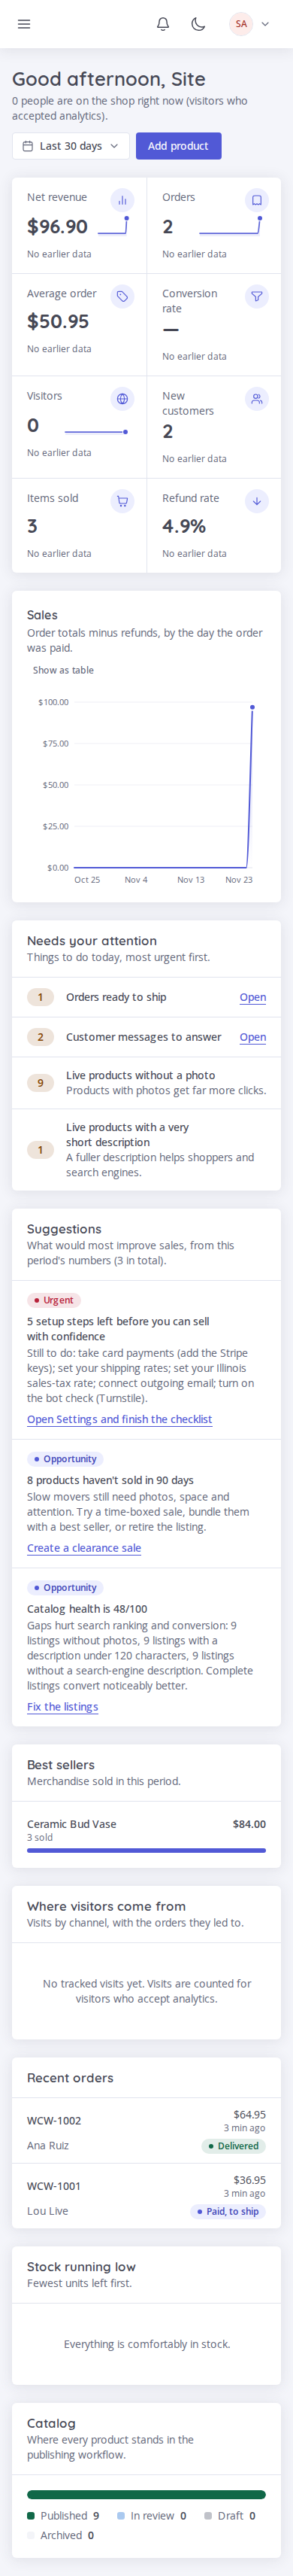 SA
Good afternoon, Site
0 people are on the shop right now (visitors who
accepted analytics).
Last 30 days
Add product
Net revenue
$96.90
No earlier data
Orders
2
No earlier data
Average order
$50.95
No earlier data
Conversion
rate
—
No earlier data
Visitors
0
No earlier data
New
customers
2
No earlier data
Items sold
3
No earlier data
Refund rate
4.9%
No earlier data
Sales
Order totals minus refunds, by the day the order
was paid.
Show as table
$100.00
$75.00
$50.00
$25.00
$0.00
Oct 25 Nov 4 Nov 13 Nov 23
Needs your attention
Things to do today, most urgent first.
1 Orders ready to ship Open
2 Customer messages to answer Open
9 Live products without a photo
Products with photos get far more clicks.
1 Live products with a very
short description
A fuller description helps shoppers and
search engines.
Suggestions
What would most improve sales, from this
period's numbers (3 in total).
Urgent
5 setup steps left before you can sell
with confidence
Still to do: take card payments (add the Stripe
keys); set your shipping rates; set your Illinois
sales-tax rate; connect outgoing email; turn on
the bot check (Turnstile).
Open Settings and finish the checklist
Opportunity
8 products haven't sold in 90 days
Slow movers still need photos, space and
attention. Try a time-boxed sale, bundle them
with a best seller, or retire the listing.
Create a clearance sale
Opportunity
Catalog health is 48/100
Gaps hurt search ranking and conversion: 9
listings without photos, 9 listings with a
description under 120 characters, 9 listings
without a search-engine description. Complete
listings convert noticeably better.
Fix the listings
Best sellers
Merchandise sold in this period.
Ceramic Bud Vase $84.00
3 sold
Where visitors come from
Visits by channel, with the orders they led to.
No tracked visits yet. Visits are counted for
visitors who accept analytics.
Recent orders
WCW-1002 $64.95
3 min ago
Ana Ruiz Delivered
WCW-1001 $36.95
3 min ago
Lou Live Paid, to ship
Stock running low
Fewest units left first.
Everything is comfortably in stock.
Catalog
Where every product stands in the
publishing workflow.
Published 9 In review 0 Draft 0
Archived 0